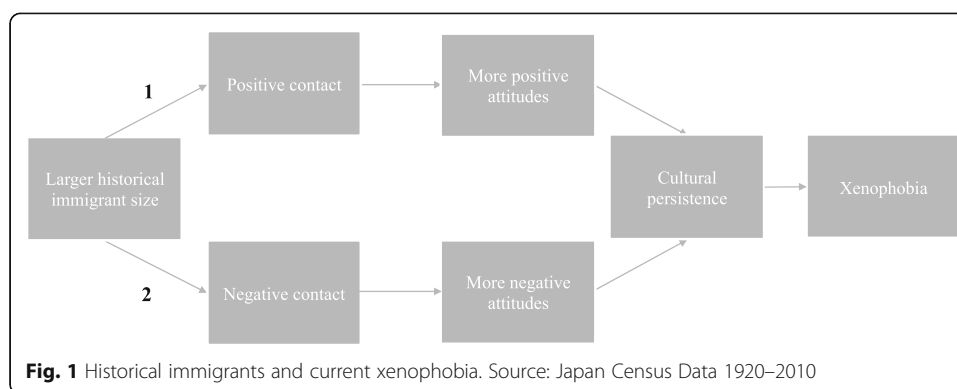 1
Positive contact
More positive
attitudes
Larger historical
immigrant size
Cultural
persistence
Xenophobia
2
Negative contact
More negative
attitudes
Fig. 1 Historical immigrants and current xenophobia. Source: Japan Census Data 1920–2010